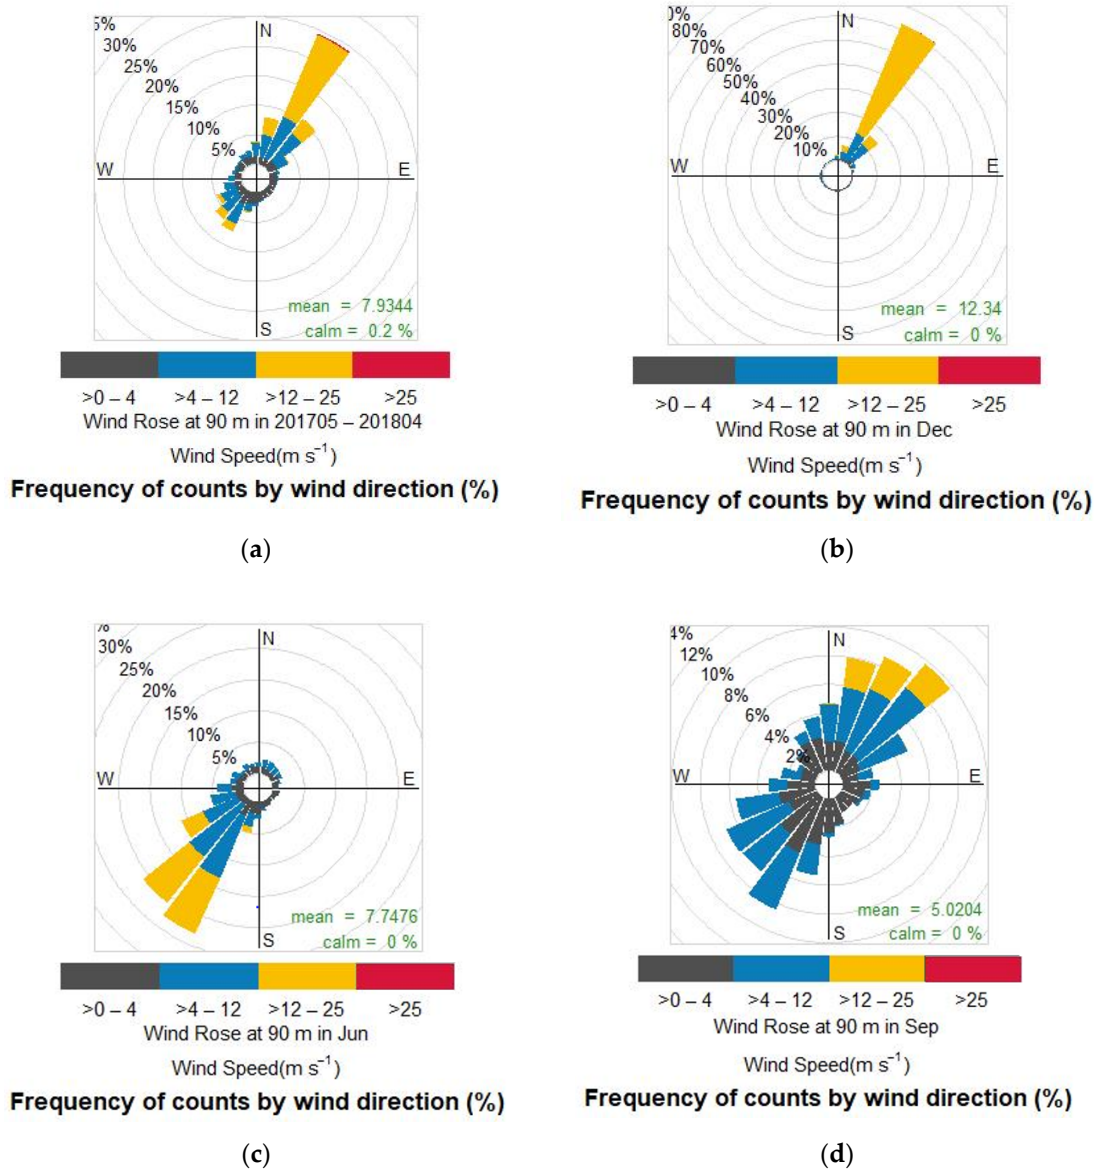 5%
30%
25%
20%
15%
10%
5%
N
W
E
S
mean = 7.9344
calm = 0.2 %
>0 – 4 >4 – 12 >12 – 25 >25
Wind Rose at 90 m in 201705 – 201804
Wind Speed(m s⁻¹)
Frequency of counts by wind direction (%)
(a)
0%
80%
70%
60%
50%
40%
30%
20%
10%
N
W
E
S
mean = 12.34
calm = 0 %
>0 – 4 >4 – 12 >12 – 25 >25
Wind Rose at 90 m in Dec
Wind Speed(m s⁻¹)
Frequency of counts by wind direction (%)
(b)
%
30%
25%
20%
15%
10%
5%
N
W
E
S
mean = 7.7476
calm = 0 %
>0 – 4 >4 – 12 >12 – 25 >25
Wind Rose at 90 m in Jun
Wind Speed(m s⁻¹)
Frequency of counts by wind direction (%)
(c)
4%
12%
10%
8%
6%
4%
2%
N
W
E
S
mean = 5.0204
calm = 0 %
>0 – 4 >4 – 12 >12 – 25 >25
Wind Rose at 90 m in Sep
Wind Speed(m s⁻¹)
Frequency of counts by wind direction (%)
(d)